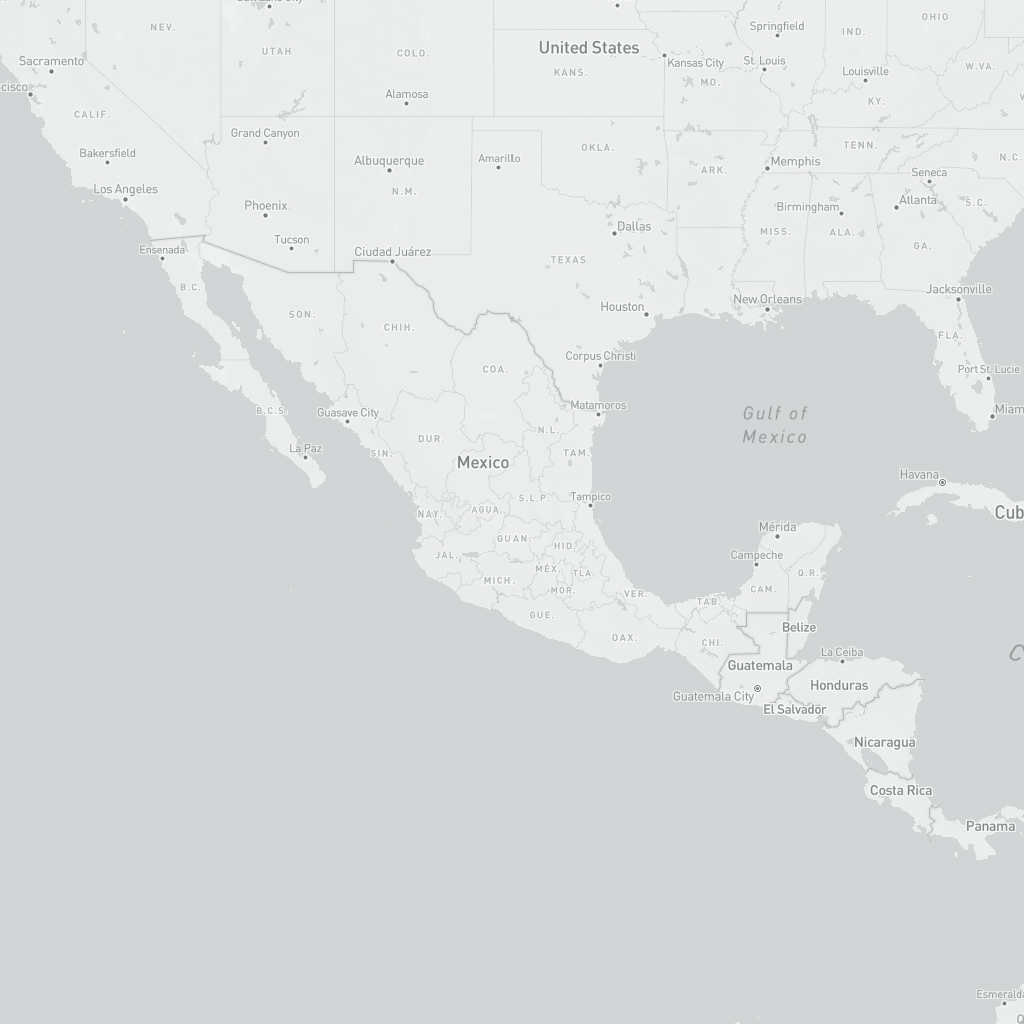 NEV.
UTAH
COLO.
United States
KANS.
Springfield
IND.
OHIO
Sacramento
Kansas City
St. Louis
W.VA.
MO.
Louisville
cisco
Alamosa
KY.
CALIF.
Grand Canyon
Bakersfield
Albuquerque
Amarillo
OKLA.
TENN.
N.C.
Memphis
ARK.
Seneca
Los Angeles
N.M.
Phoenix
Birmingham
Atlanta
S.C.
Tucson
Dallas
MISS.
ALA.
GA.
Ensenada
Ciudad Juárez
TEXAS
B.C.
Jacksonville
New Orleans
Houston
SON.
CHIH.
FLA.
Corpus Christi
COA.
Port St. Lucie
Matamoros
Guasave City
B.C.S.
Gulf of
Mexico
Miam
N.L.
DUR.
La Paz
SIN.
TAM.
Mexico
Havana
S.L.P.
Tampico
AGUA.
NAY.
Cub
Mérida
GUAN.
HID.
JAL.
Campeche
MÉX.
TLA.
Q.R.
MICH.
MOR.
VER.
CAM.
TAB.
GUE.
Belize
OAX.
CHI.
La Ceiba
Guatemala
Honduras
Guatemala City
El Salvador
Nicaragua
Costa Rica
Panama
Esmeralda
Q